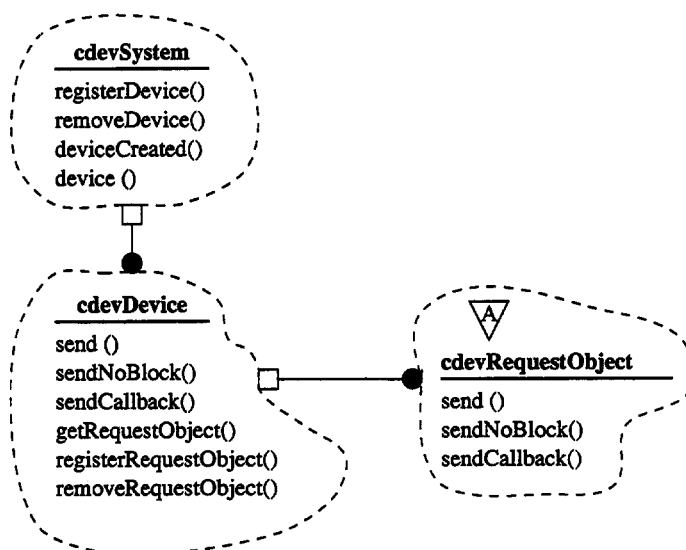 cdevSystem
registerDevice()
removeDevice()
deviceCreated()
device ()
cdevDevice
send ()
sendNoBlock()
sendCallback()
getRequestObject()
registerRequestObject()
removeRequestObject()
A
cdevRequestObject
send ()
sendNoBlock()
sendCallback()